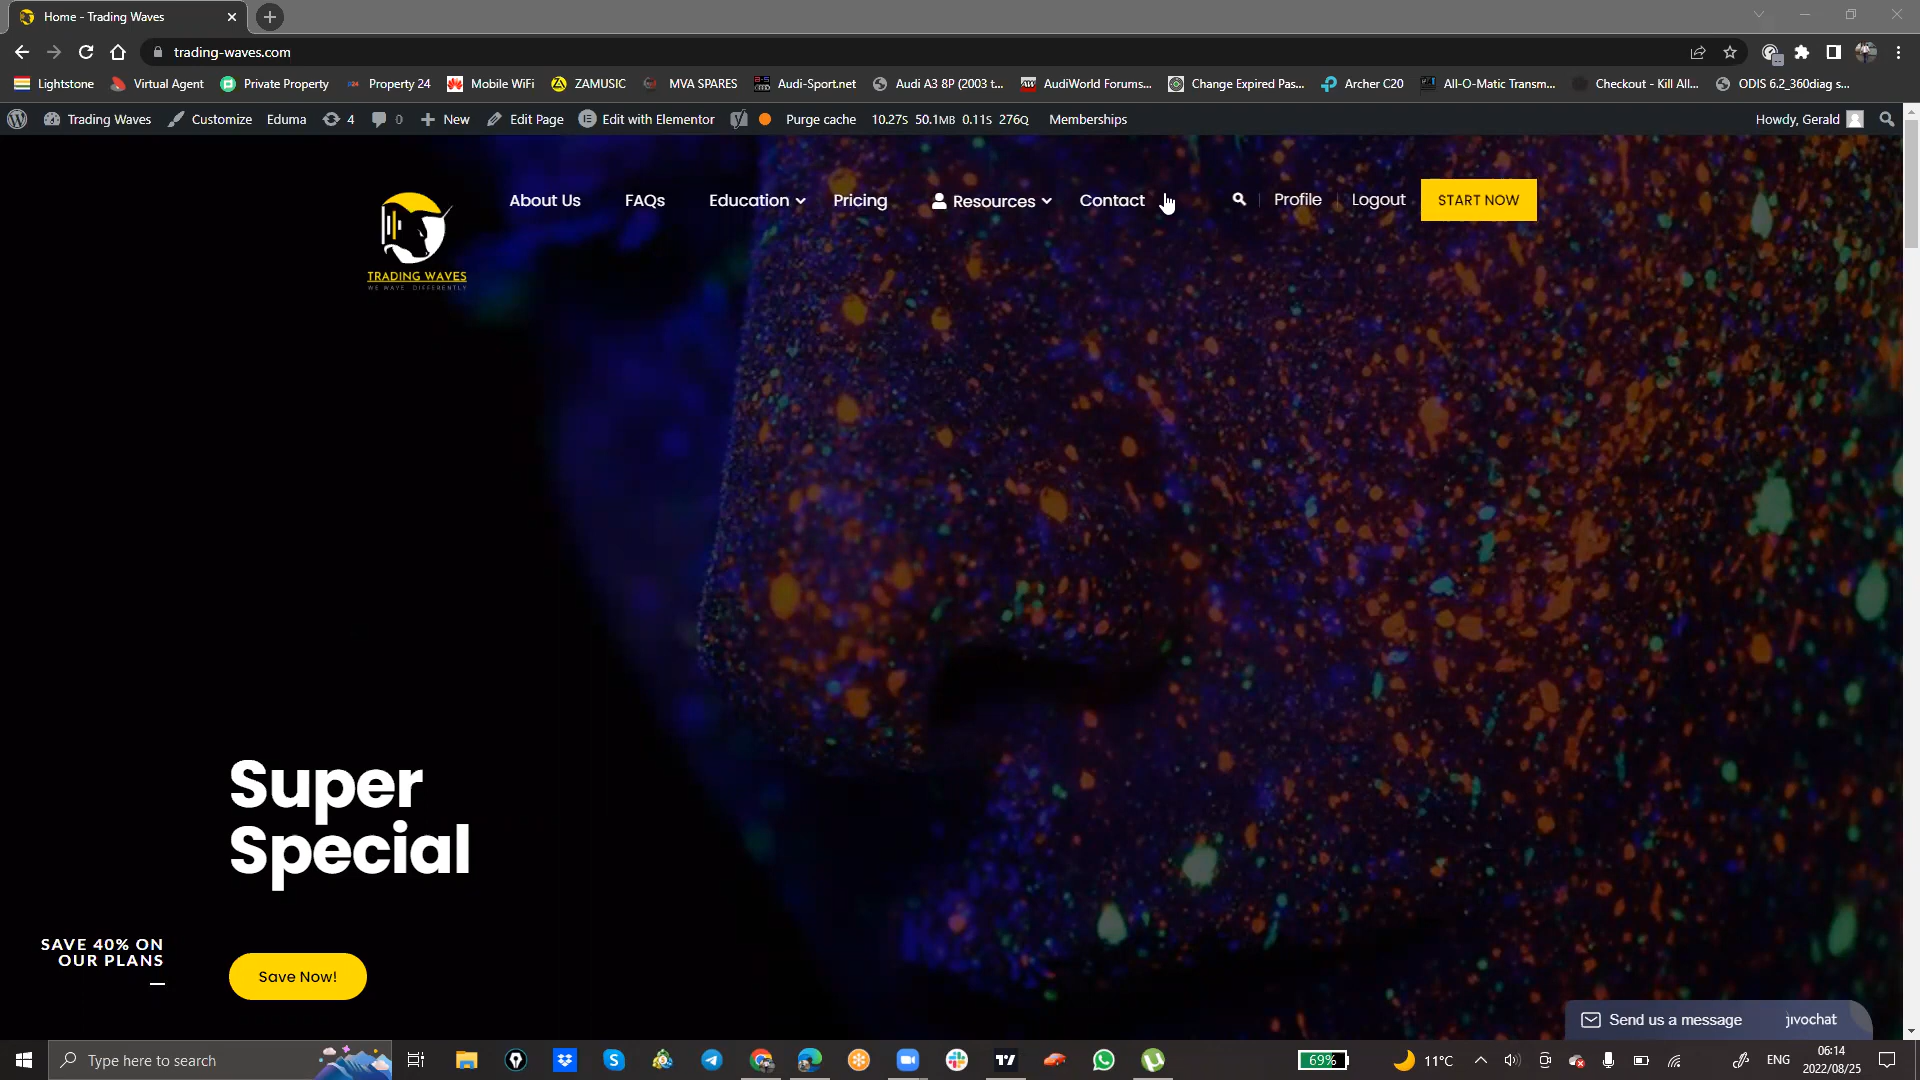 Home - Trading Waves
trading-waves.com
Lightstone Virtual Agent Private Property Property 24 Mobile WiFi ZAMUSIC MVA SPARES Audi-Sport.net Audi A3 8P (2003 t... AudiWorld Forums... Change Expired Pas... Archer C20 All-O-Matic Transm... Checkout - Kill All... ODIS 6.2_360diag s...
Trading Waves Customize Eduma 4 0 New Edit Page Edit with Elementor Purge cache 10.27S 50.1MB 0.11S 276Q Memberships Howdy, Gerald
About Us FAQs Education Pricing Resources Contact Profile Logout START NOW
TRADING WAVES
WE WAVE DIFFERENTLY
Super
Special
SAVE 40% ON
OUR PLANS
Save Now!
Send us a message jivochat
Type here to search 69% 11°C ENG 06:14
2022/08/25